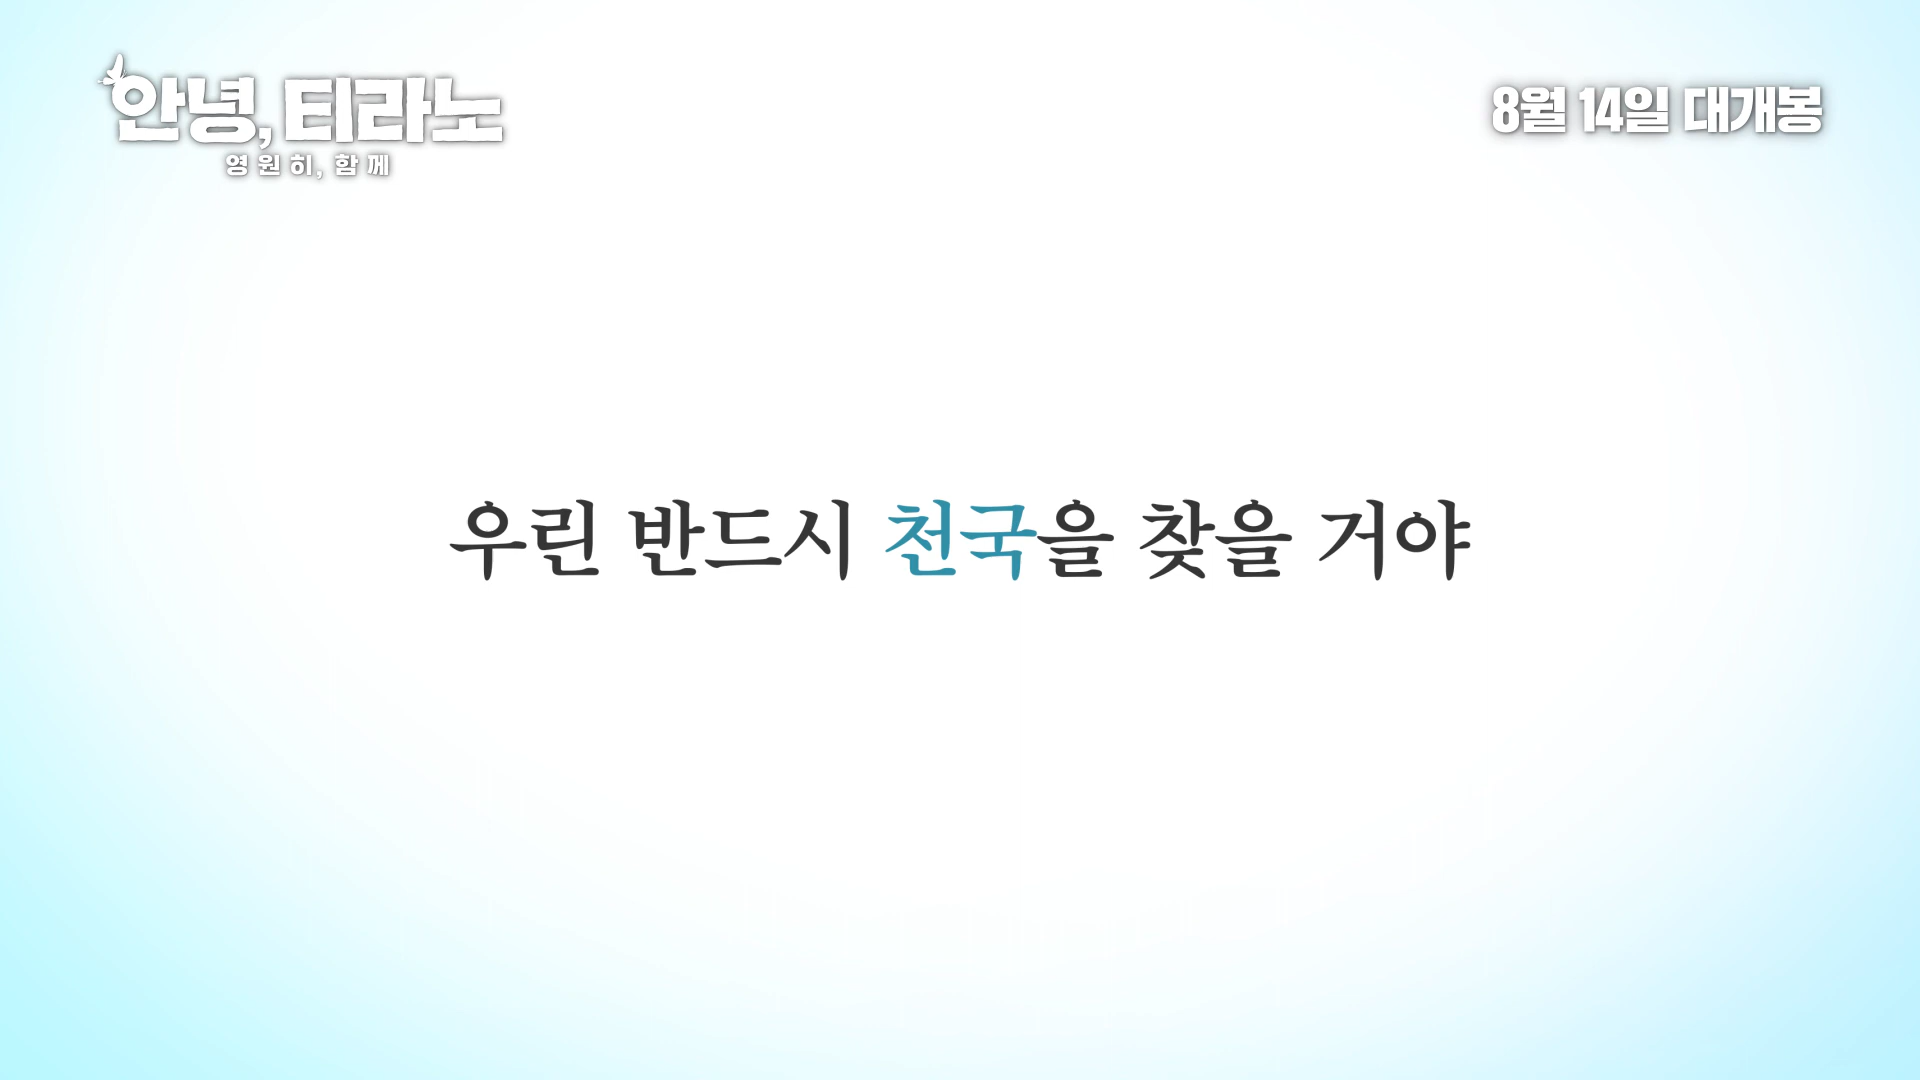 안녕, 티라노
영원히, 함께
8월 14일 대개봉
우린 반드시 천국을 찾을 거야